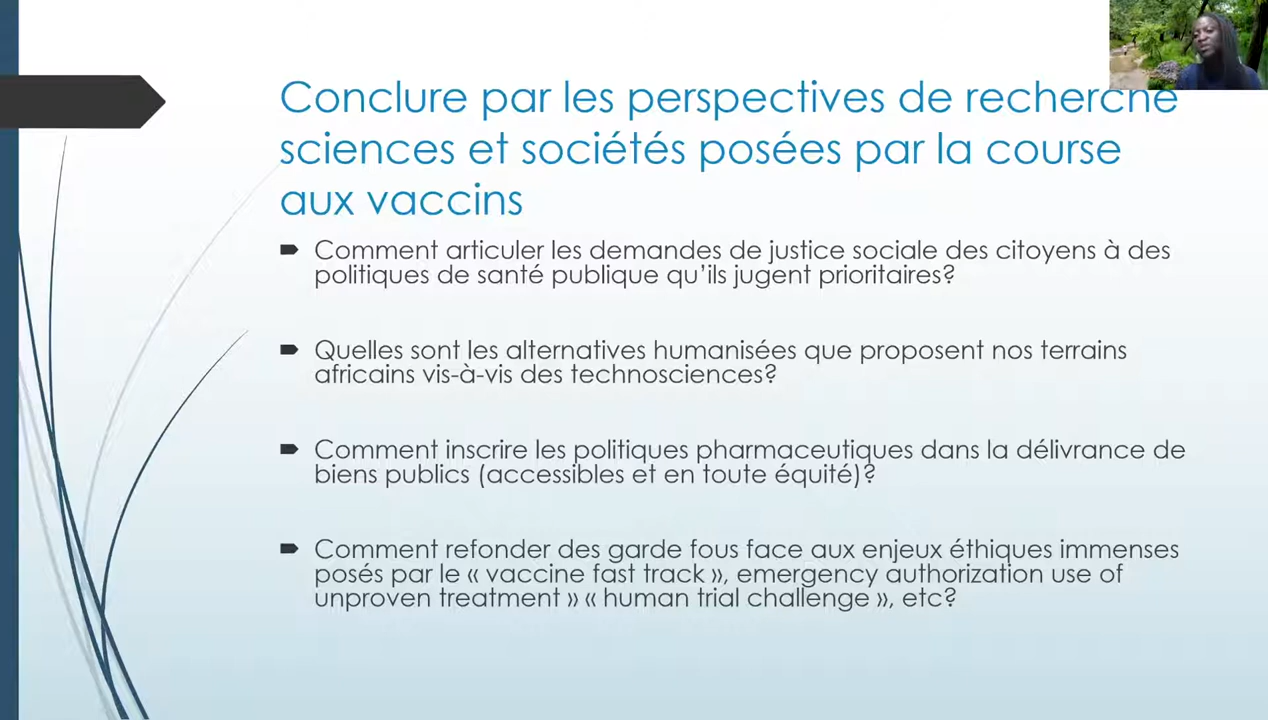 Conclure par les perspectives de recherche
sciences et sociétés posées par la course
aux vaccins
Comment articuler les demandes de justice sociale des citoyens à des
politiques de santé publique qu’ils jugent prioritaires?
Quelles sont les alternatives humanisées que proposent nos terrains
africains vis-à-vis des technosciences?
Comment inscrire les politiques pharmaceutiques dans la délivrance de
biens publics (accessibles et en toute équité)?
Comment refonder des garde fous face aux enjeux éthiques immenses
posés par le « vaccine fast track », emergency authorization use of
unproven treatment » « human trial challenge », etc?